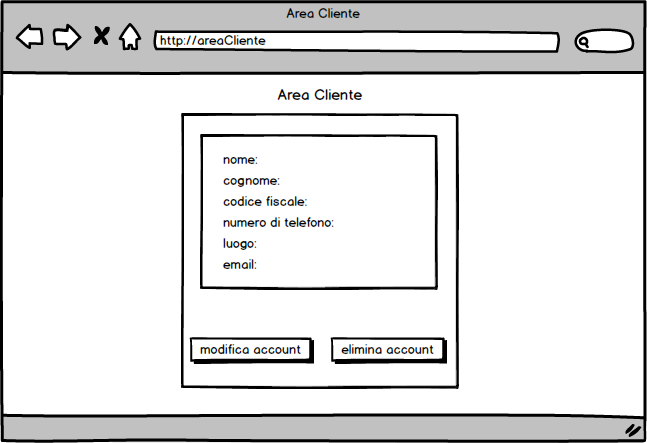 Area Cliente
http://areaCliente
Area Cliente
nome:
cognome:
codice fiscale:
numero di telefono:
luogo:
email:
modifica account
elimina account